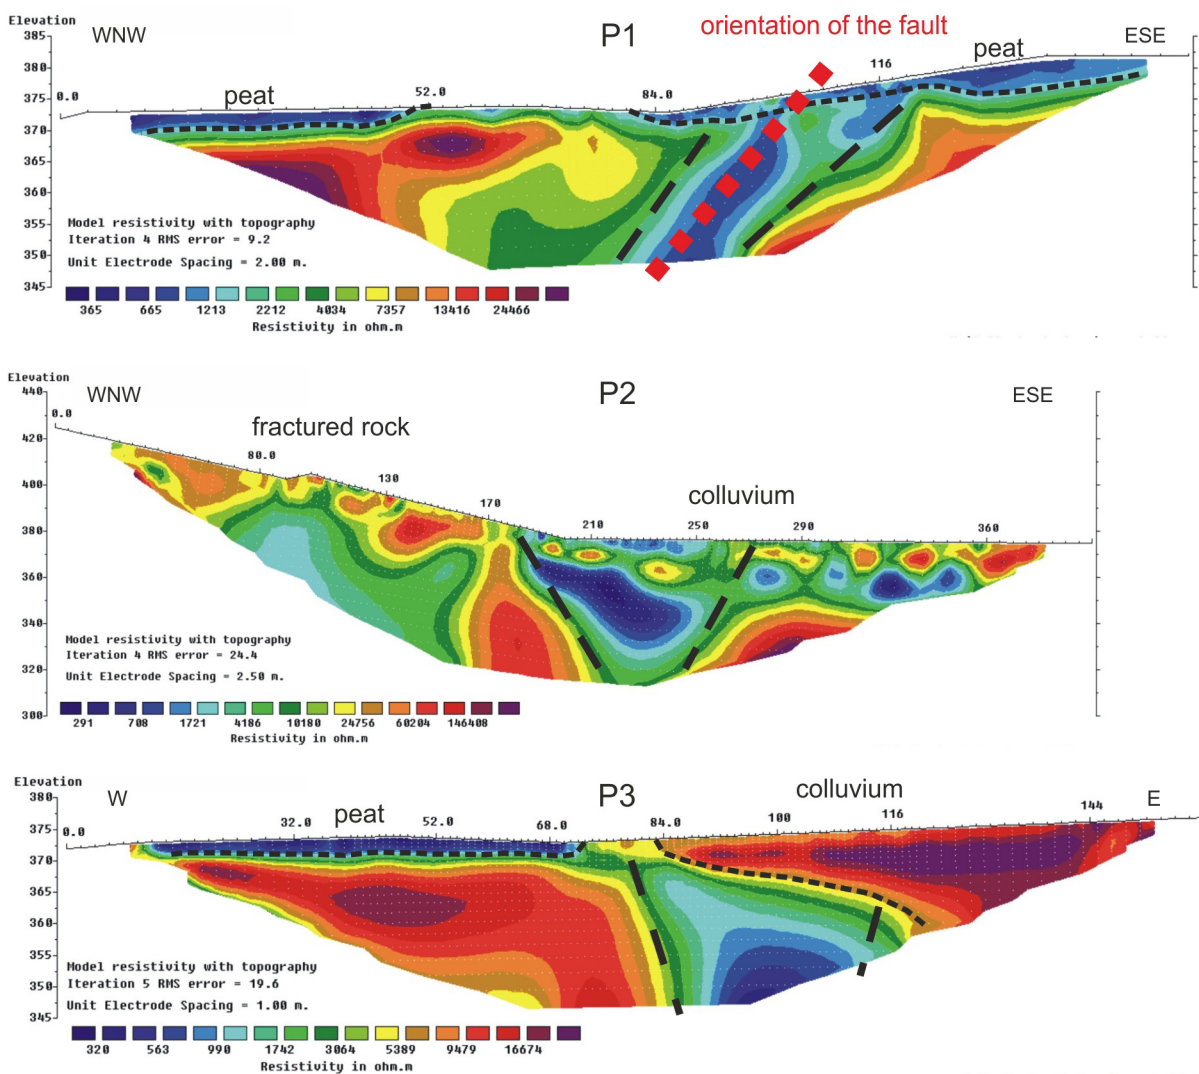 Elevation
WNW
P1
orientation of the fault
peat
ESE
385
380
375
370
365
360
355
350
345
0.0
peat
52.0
84.0
116
Model resistivity with topography
Iteration 4 RMS error = 9.2
Unit Electrode Spacing = 2.00 m.
365 665 1213 2212 4034 7357 13416 24466
Resistivity in ohm.m
Elevation
WNW
P2
ESE
440
420
400
380
360
340
320
300
0.0
fractured rock
80.0
130
170
colluvium
210
250
290
360
Model resistivity with topography
Iteration 4 RMS error = 24.4
Unit Electrode Spacing = 2.50 m.
291 708 1721 4186 10180 24756 60204 146408
Resistivity in ohm.m
Elevation
W
P3
colluvium
E
380
375
370
365
360
355
350
345
0.0
32.0
peat
52.0
68.0
84.0
100
116
144
Model resistivity with topography
Iteration 5 RMS error = 19.6
Unit Electrode Spacing = 1.00 m.
320 563 990 1742 3064 5389 9479 16674
Resistivity in ohm.m